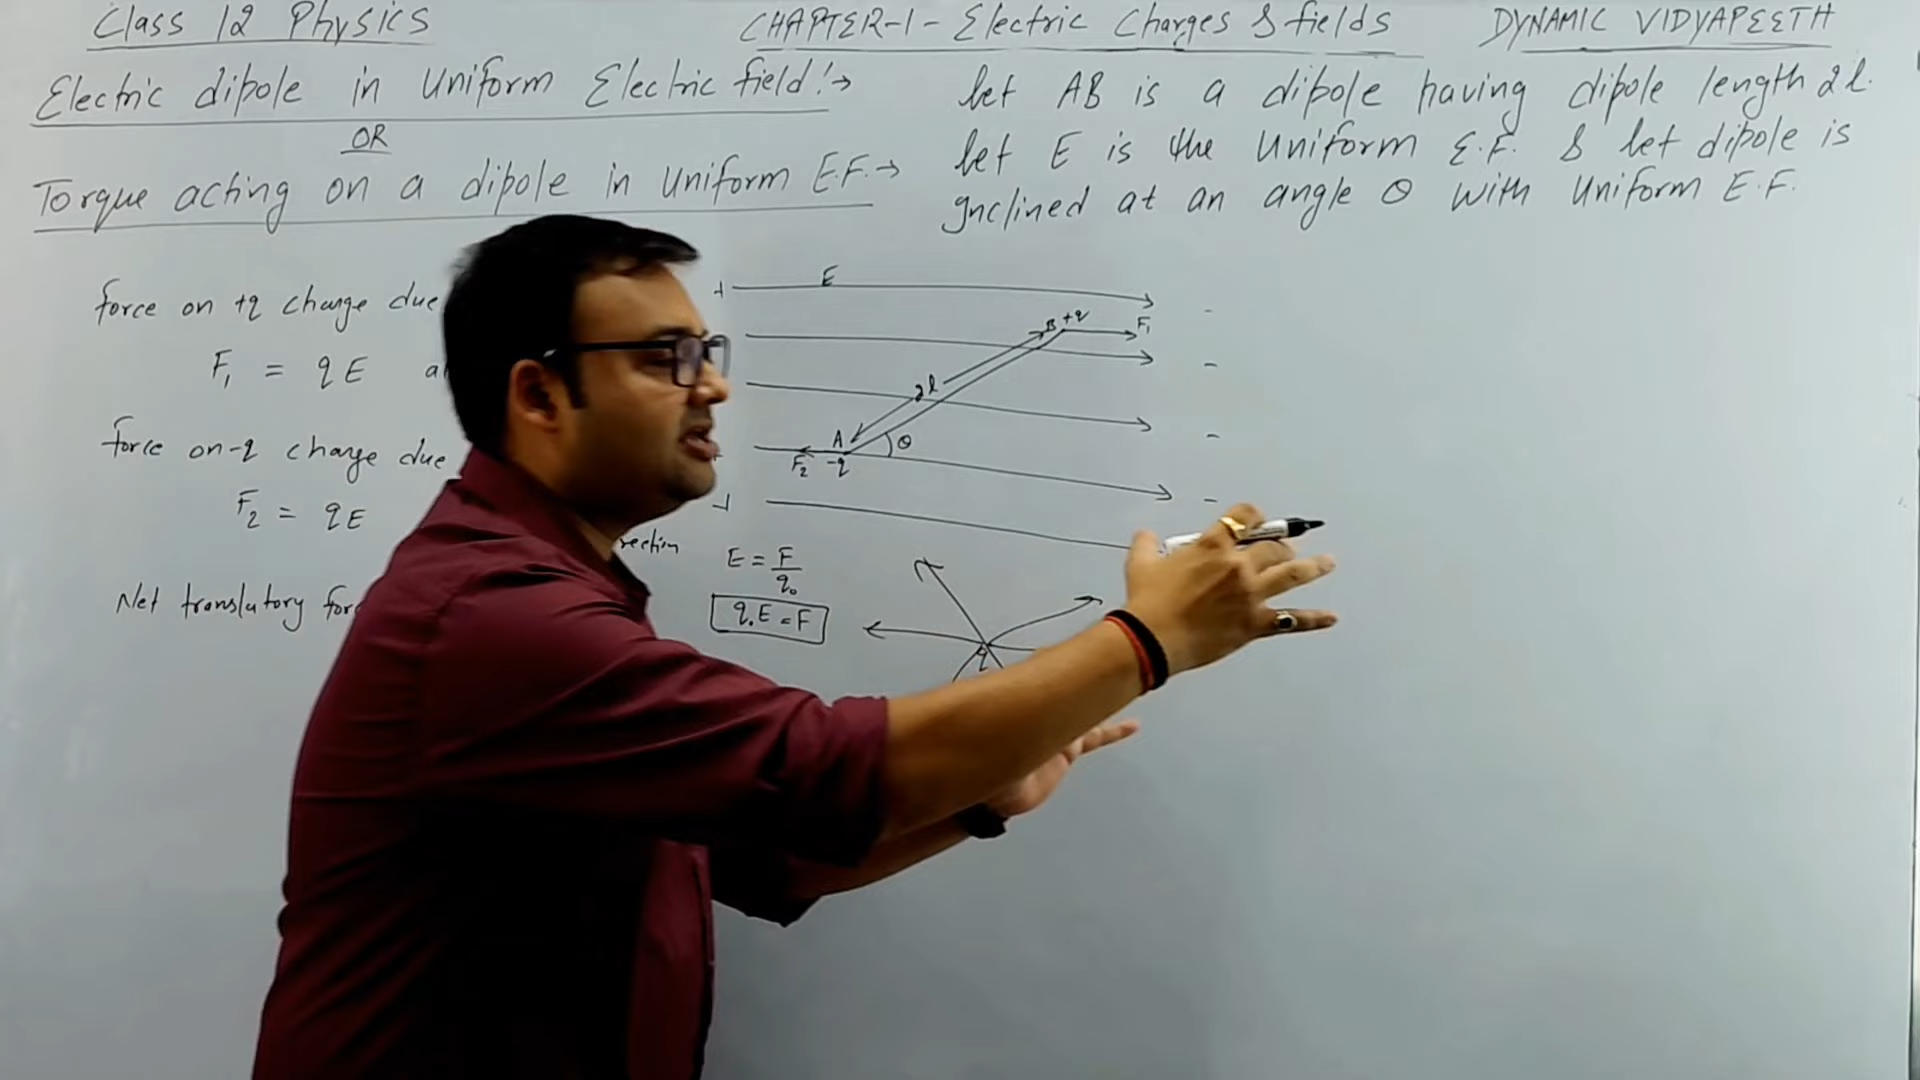 Class 12 Physics
CHAPTER-1- Electric Charges & fields
DYNAMIC VIDYAPEETH
Electric dipole in Uniform Electric field:→
OR
Torque acting on a dipole in uniform E.F.→
let AB is a dipole having dipole length 2l.
let E is the Uniform E.F. & let dipole is
Inclined at an angle θ with Uniform E.F.
force on +q charge due
F₁ = qE
force on -q charge due
F₂ = qE
Net translatory
E
B +q
F₁
2l
A
θ
F₂ -q
E = F/q₀
q₀E = F
q
+
+
-
-
-
-